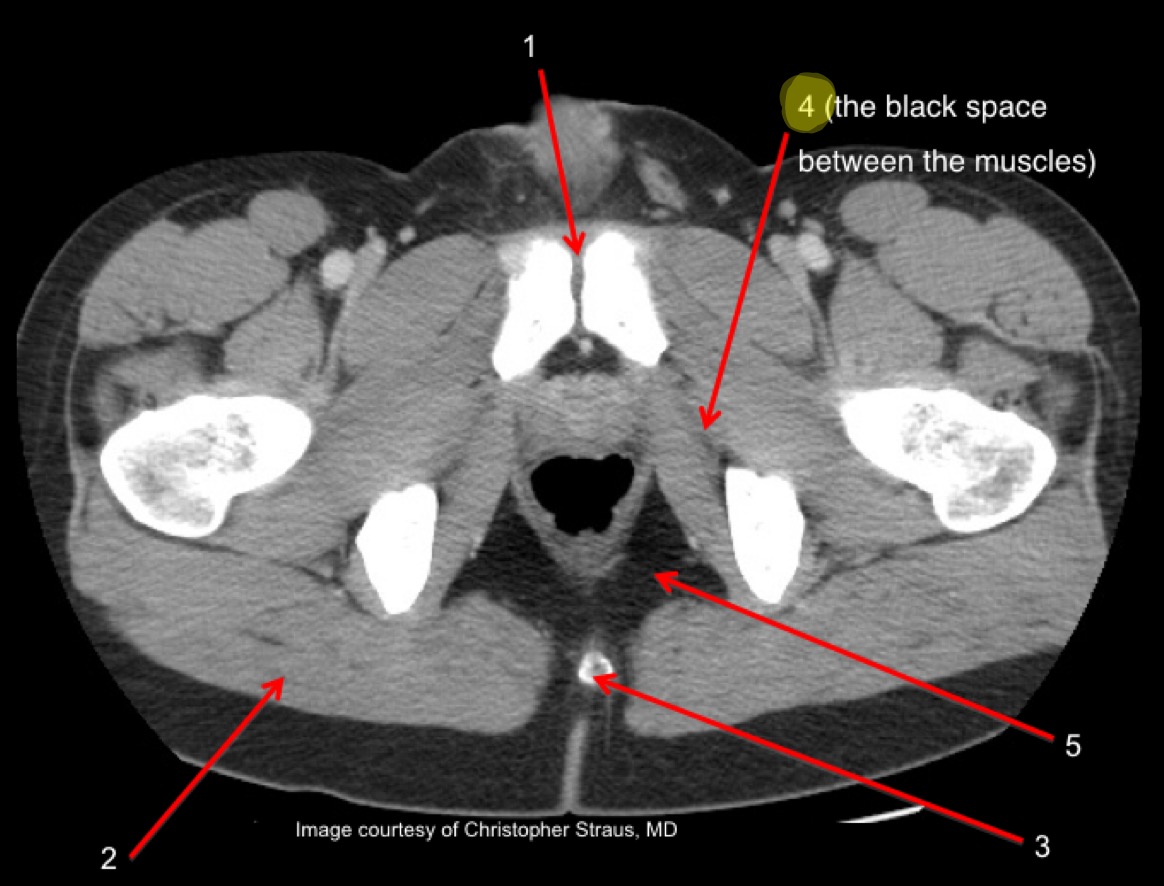 1
4 (the black space
between the muscles)
5
Image courtesy of Christopher Straus, MD
3
2